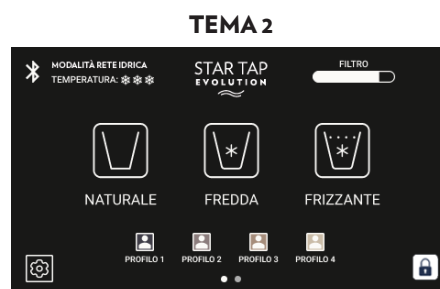 TEMA 2
MODALITÀ RETE IDRICA
TEMPERATURA:
STAR TAP
EVOLUTION
FILTRO
NATURALE FREDDA FRIZZANTE
PROFILO 1 PROFILO 2 PROFILO 3 PROFILO 4